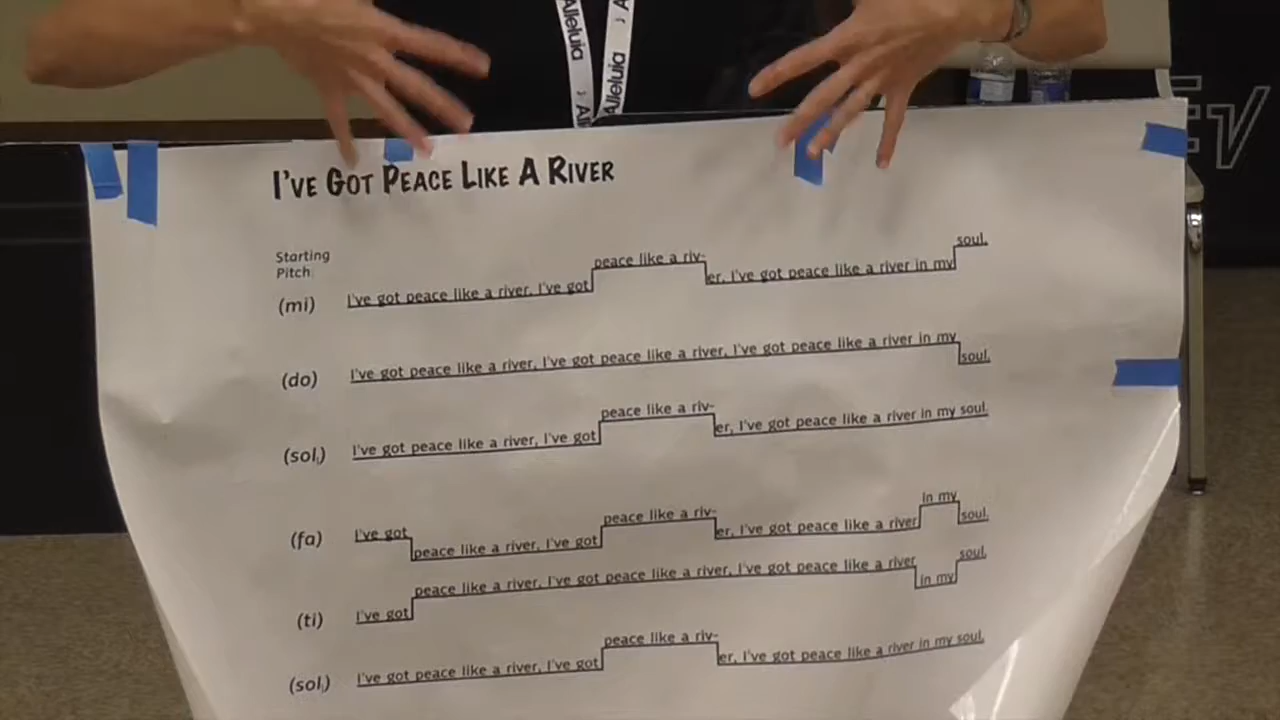 Alleluia
Alleluia
I'VE GOT PEACE LIKE A RIVER
Starting
Pitch
soul.
peace like a riv-
(mi) I've got peace like a river, I've got er, I've got peace like a river in my
(do) I've got peace like a river, I've got peace like a river, I've got peace like a river in my
soul.
peace like a riv-
(sol,) I've got peace like a river, I've got er, I've got peace like a river in my soul.
in my
peace like a riv-
(fa) I've got er, I've got peace like a river soul.
peace like a river, I've got
soul.
peace like a river, I've got peace like a river, I've got peace like a river in my
(ti) I've got
peace like a riv-
(sol,) I've got peace like a river, I've got er, I've got peace like a river in my soul.
EV